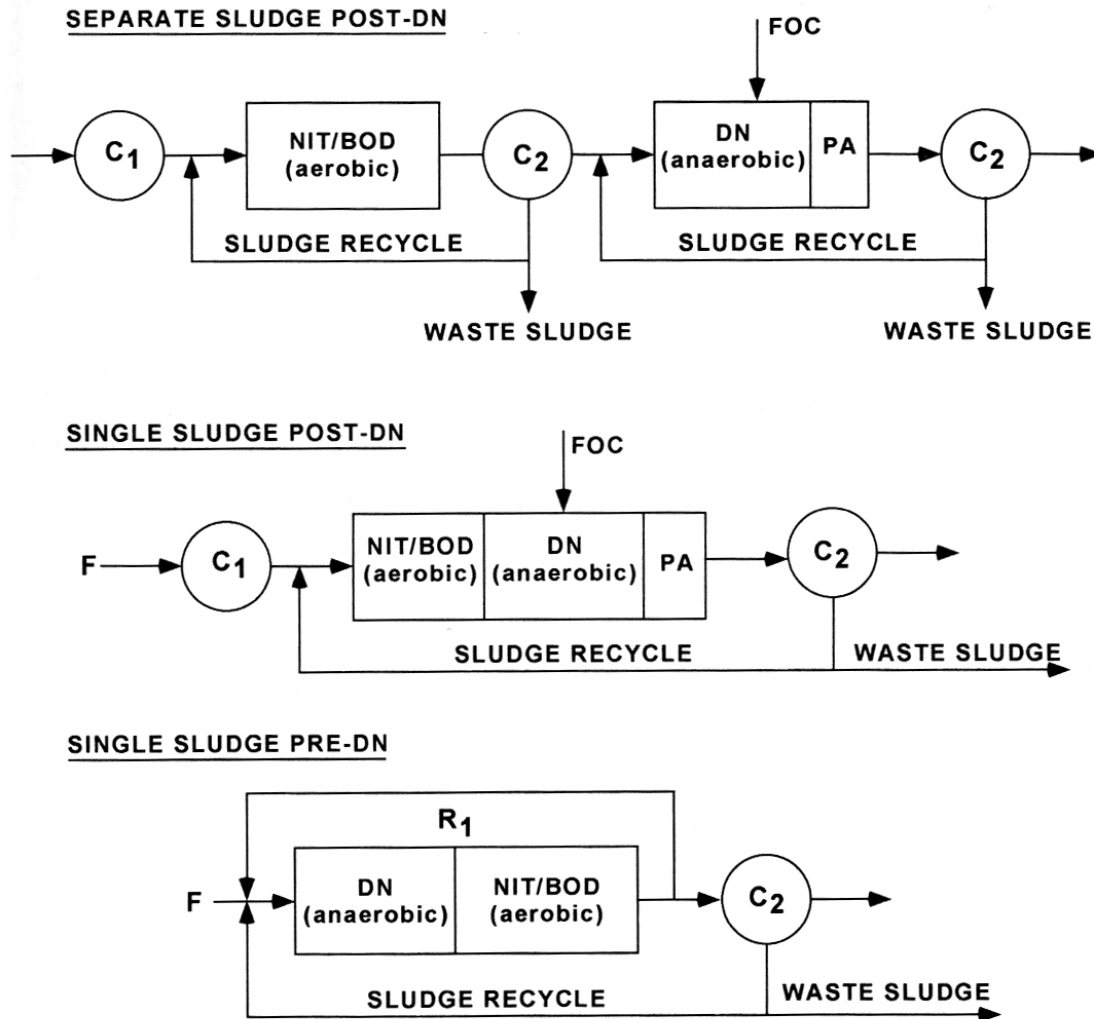 SEPARATE SLUDGE POST-DN
FOC
C1
NIT/BOD
(aerobic)
C2
DN
(anaerobic)
PA
C2
SLUDGE RECYCLE
SLUDGE RECYCLE
WASTE SLUDGE
WASTE SLUDGE
SINGLE SLUDGE POST-DN
FOC
F
C1
NIT/BOD
(aerobic)
DN
(anaerobic)
PA
C2
SLUDGE RECYCLE
WASTE SLUDGE
SINGLE SLUDGE PRE-DN
R1
F
DN
(anaerobic)
NIT/BOD
(aerobic)
C2
SLUDGE RECYCLE
WASTE SLUDGE